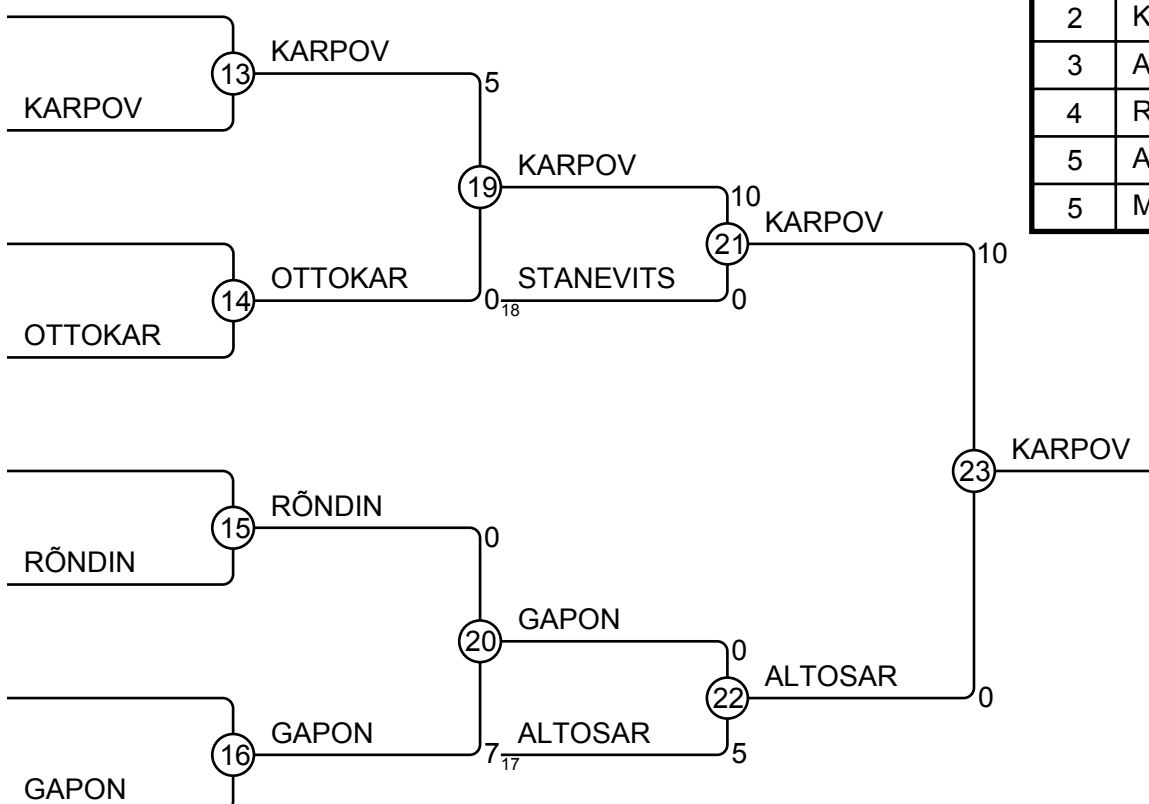 2 K
KARPOV
13
5
3 A
KARPOV
4 R
KARPOV
19
10
5 A
KARPOV
5 M
21
10
OTTOKAR
STANEVITS
14
0
18
0
OTTOKAR
KARPOV
23
RÕNDIN
15
0
RÕNDIN
GAPON
20
0
ALTOSAR
22
0
GAPON
ALTOSAR
16
7
17
5
GAPON